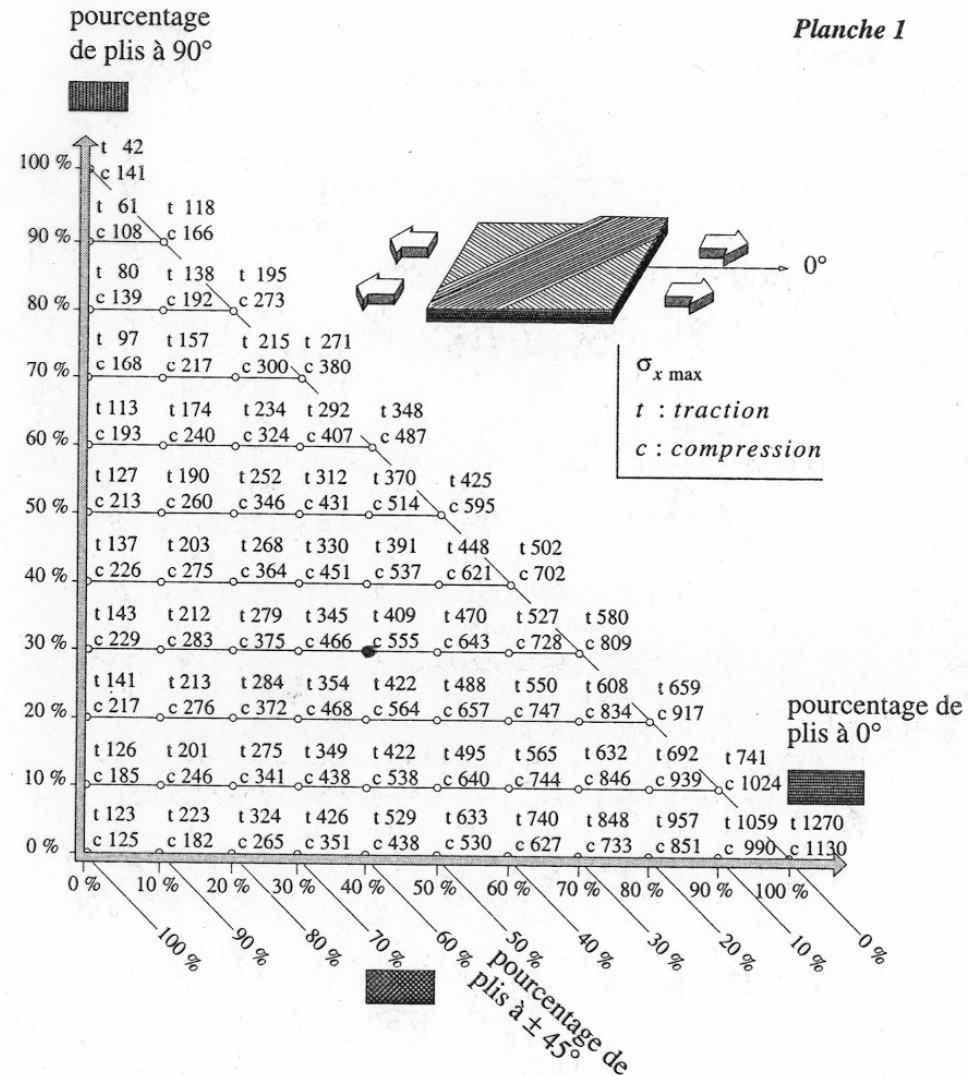 pourcentage
de plis à 90°
Planche 1
100 %
t 42
c 141
90 %
t 61 t 118
c 108 c 166
80 %
t 80 t 138 t 195
c 139 c 192 c 273
70 %
t 97 t 157 t 215 t 271
c 168 c 217 c 300 c 380
60 %
t 113 t 174 t 234 t 292 t 348
c 193 c 240 c 324 c 407 c 487
50 %
t 127 t 190 t 252 t 312 t 370 t 425
c 213 c 260 c 346 c 431 c 514 c 595
40 %
t 137 t 203 t 268 t 330 t 391 t 448 t 502
c 226 c 275 c 364 c 451 c 537 c 621 c 702
30 %
t 143 t 212 t 279 t 345 t 409 t 470 t 527 t 580
c 229 c 283 c 375 c 466 c 555 c 643 c 728 c 809
20 %
t 141 t 213 t 284 t 354 t 422 t 488 t 550 t 608 t 659
c 217 c 276 c 372 c 468 c 564 c 657 c 747 c 834 c 917
10 %
t 126 t 201 t 275 t 349 t 422 t 495 t 565 t 632 t 692 t 741
c 185 c 246 c 341 c 438 c 538 c 640 c 744 c 846 c 939 c 1024
0 %
t 123 t 223 t 324 t 426 t 529 t 633 t 740 t 848 t 957 t 1059 t 1270
c 125 c 182 c 265 c 351 c 438 c 530 c 627 c 733 c 851 c 990 c 1130
0°
σx max
t : traction
c : compression
pourcentage de
plis à 0°
0 % 10 % 20 % 30 % 40 % 50 % 60 % 70 % 80 % 90% 100 %
100 % 90 % 80 % 70 % 60 % 50 % 40 % 30 % 20 % 10 % 0 %
pourcentage de
plis à ± 45°